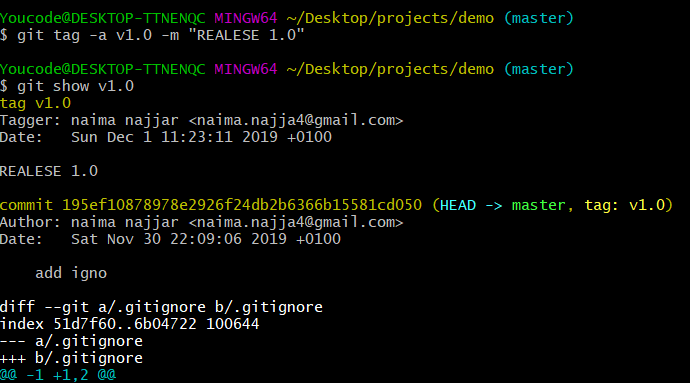 Youcode@DESKTOP-TTNENQC MINGW64 ~/Desktop/projects/demo (master)
$ git tag -a v1.0 -m "REALESE 1.0"
Youcode@DESKTOP-TTNENQC MINGW64 ~/Desktop/projects/demo (master)
$ git show v1.0
tag v1.0
Tagger: naima najjar <naima.najja4@gmail.com>
Date:   Sun Dec 1 11:23:11 2019 +0100
REALESE 1.0
commit 195ef10878978e2926f24db2b6366b15581cd050 (HEAD -> master, tag: v1.0)
Author: naima najjar <naima.najja4@gmail.com>
Date:   Sat Nov 30 22:09:06 2019 +0100
    add igno
diff --git a/.gitignore b/.gitignore
index 51d7f60..6b04722 100644
--- a/.gitignore
+++ b/.gitignore
@@ -1 +1,2 @@